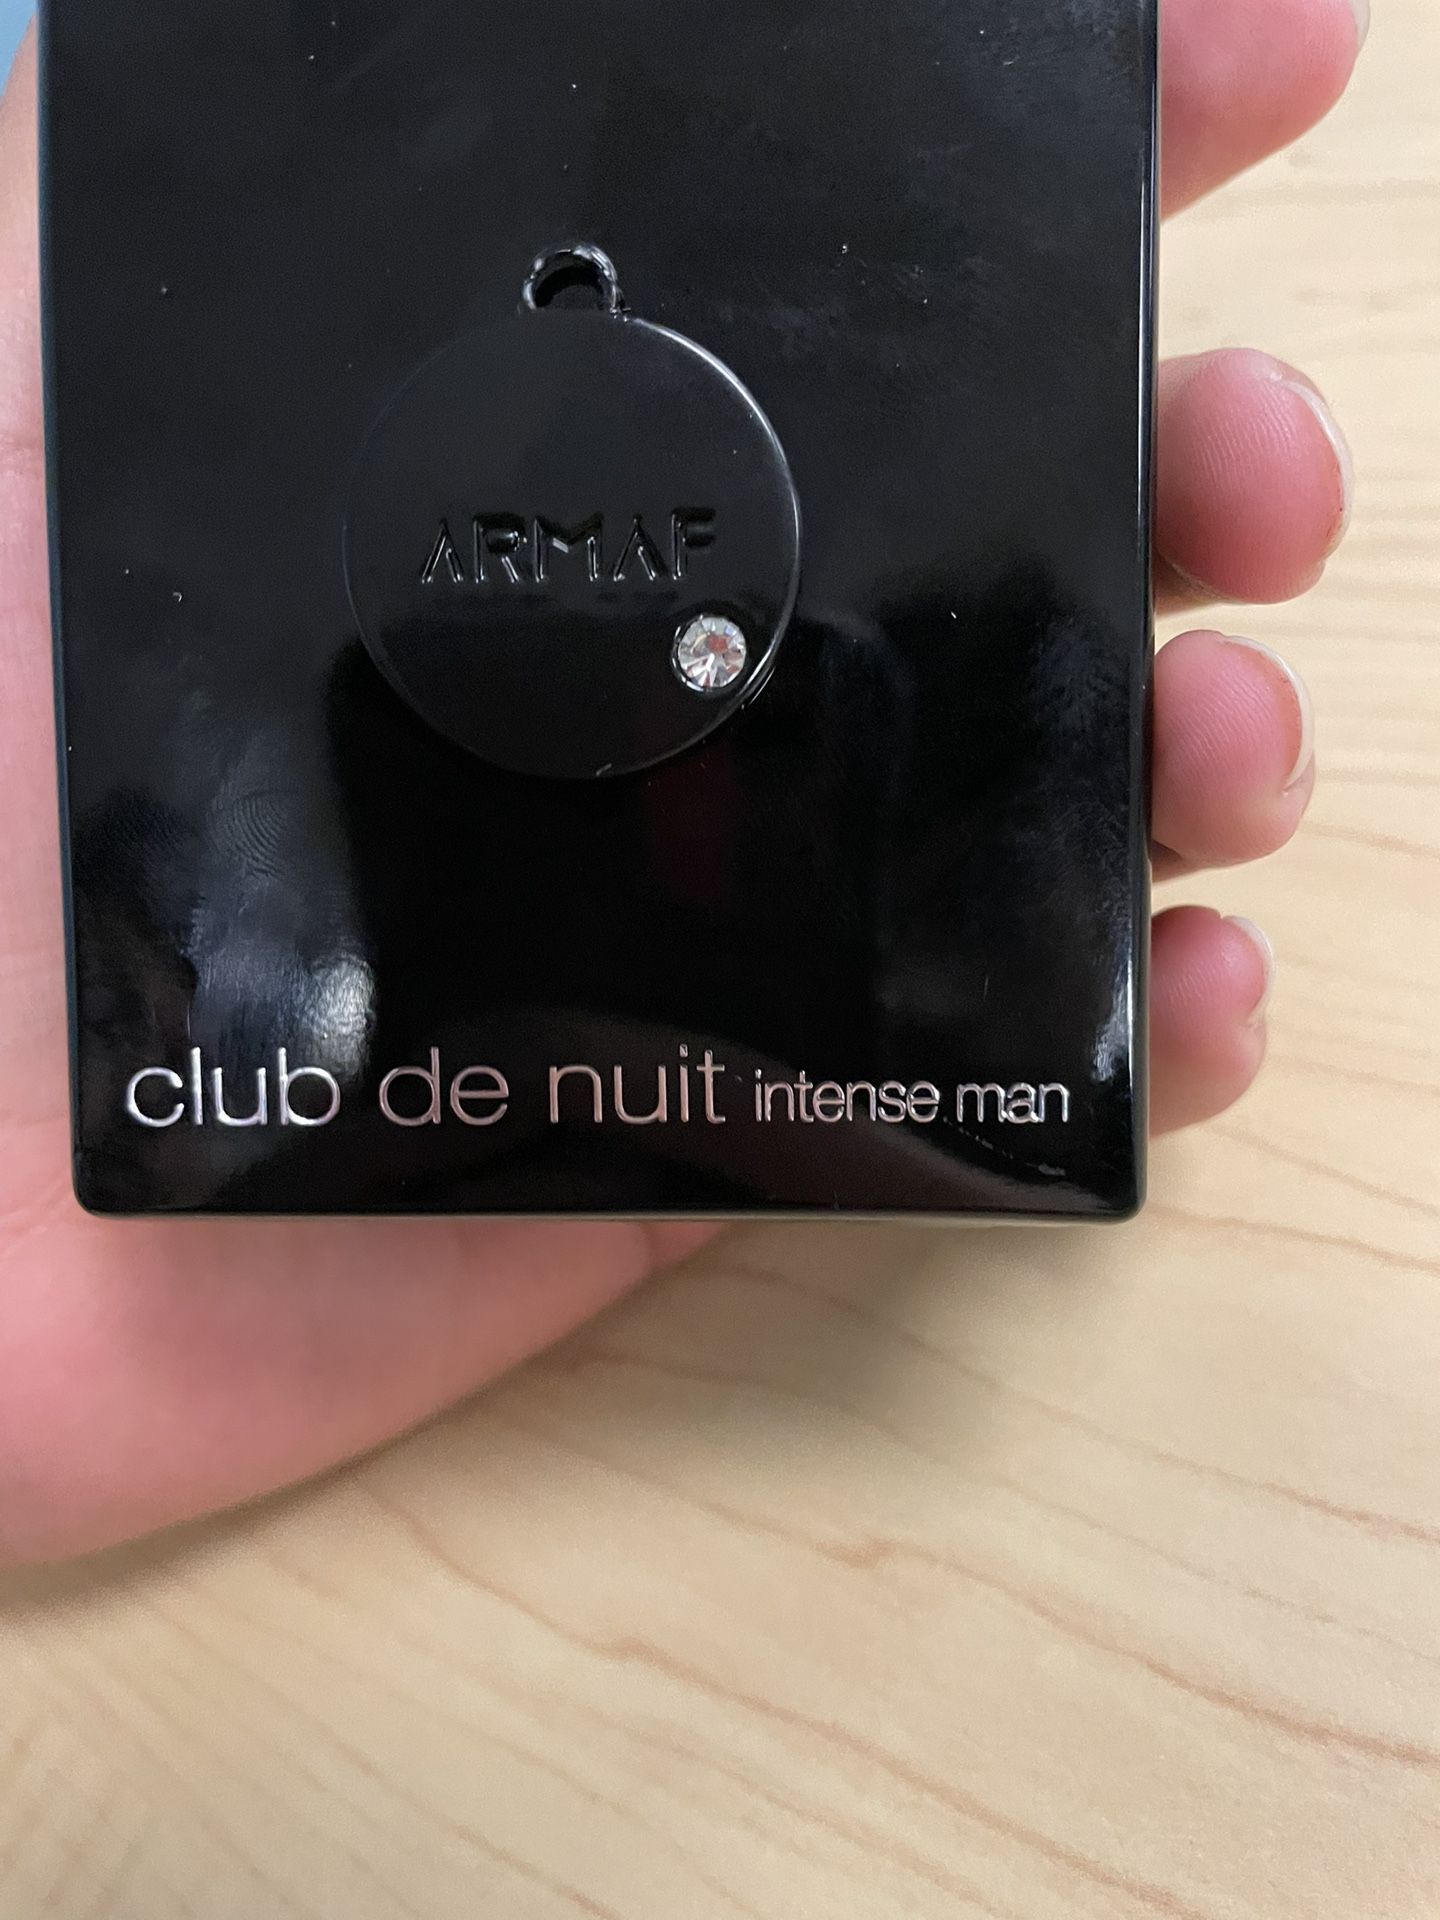 ARMAF
club de nuit intense man